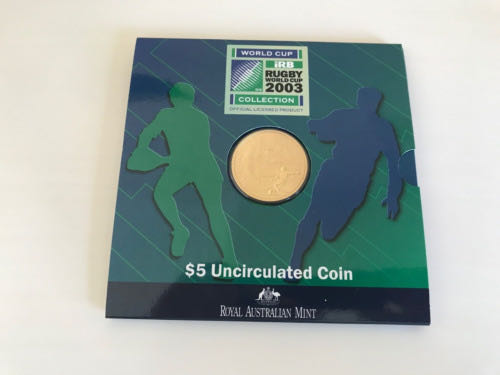 WORLD CUP
iRB
RUGBY
WORLD CUP
2003
COLLECTION
OFFICIAL LICENSED PRODUCT
$5 Uncirculated Coin
ROYAL AUSTRALIAN MINT